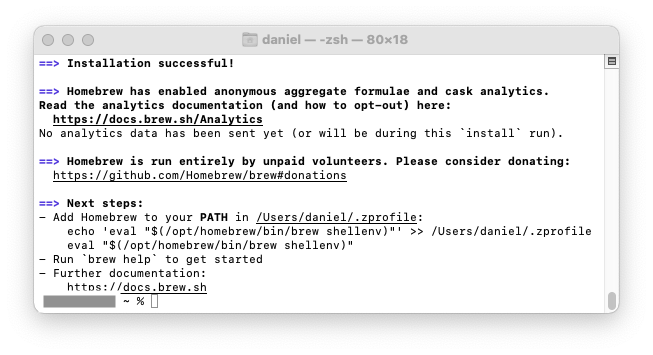 daniel — -zsh — 80×18
==> Installation successful!
==> Homebrew has enabled anonymous aggregate formulae and cask analytics.
Read the analytics documentation (and how to opt-out) here:
https://docs.brew.sh/Analytics
No analytics data has been sent yet (or will be during this `install` run).
==> Homebrew is run entirely by unpaid volunteers. Please consider donating:
https://github.com/Homebrew/brew#donations
==> Next steps:
- Add Homebrew to your PATH in /Users/daniel/.zprofile:
echo 'eval "$(/opt/homebrew/bin/brew shellenv)"' >> /Users/daniel/.zprofile
eval "$(/opt/homebrew/bin/brew shellenv)"
- Run `brew help` to get started
- Further documentation:
https://docs.brew.sh
~ %